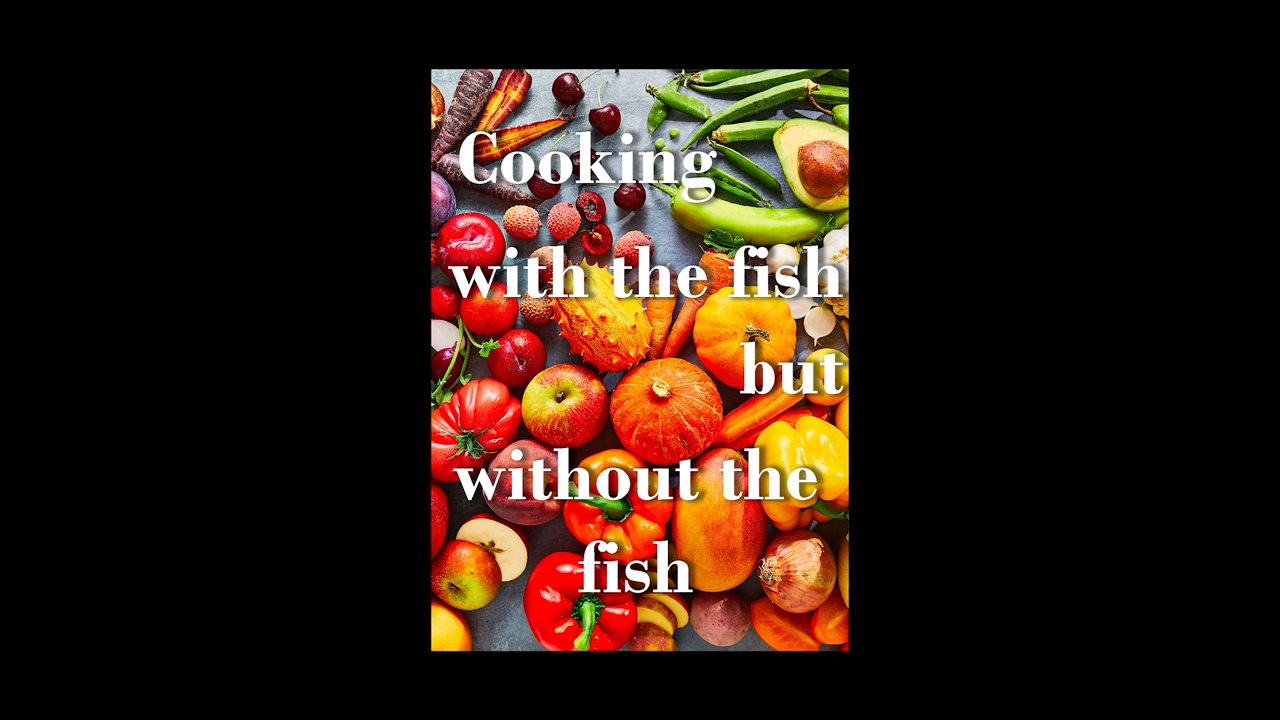 Cooking
with the fish
but
without the
fish